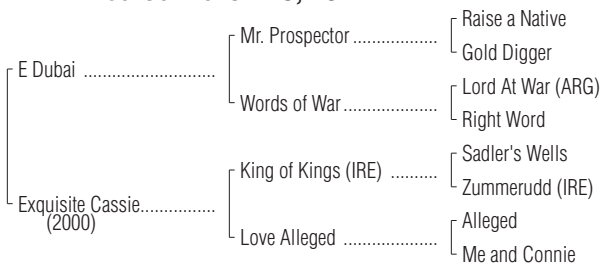 Raise a Native
Mr. Prospector ..................
Gold Digger
E Dubai ...........................
Lord At War (ARG)
Words of War....................
Right Word
Sadler's Wells
King of Kings (IRE) ..........
Zummerudd (IRE)
Exquisite Cassie................
(2000)
Alleged
Love Alleged ....................
Me and Connie